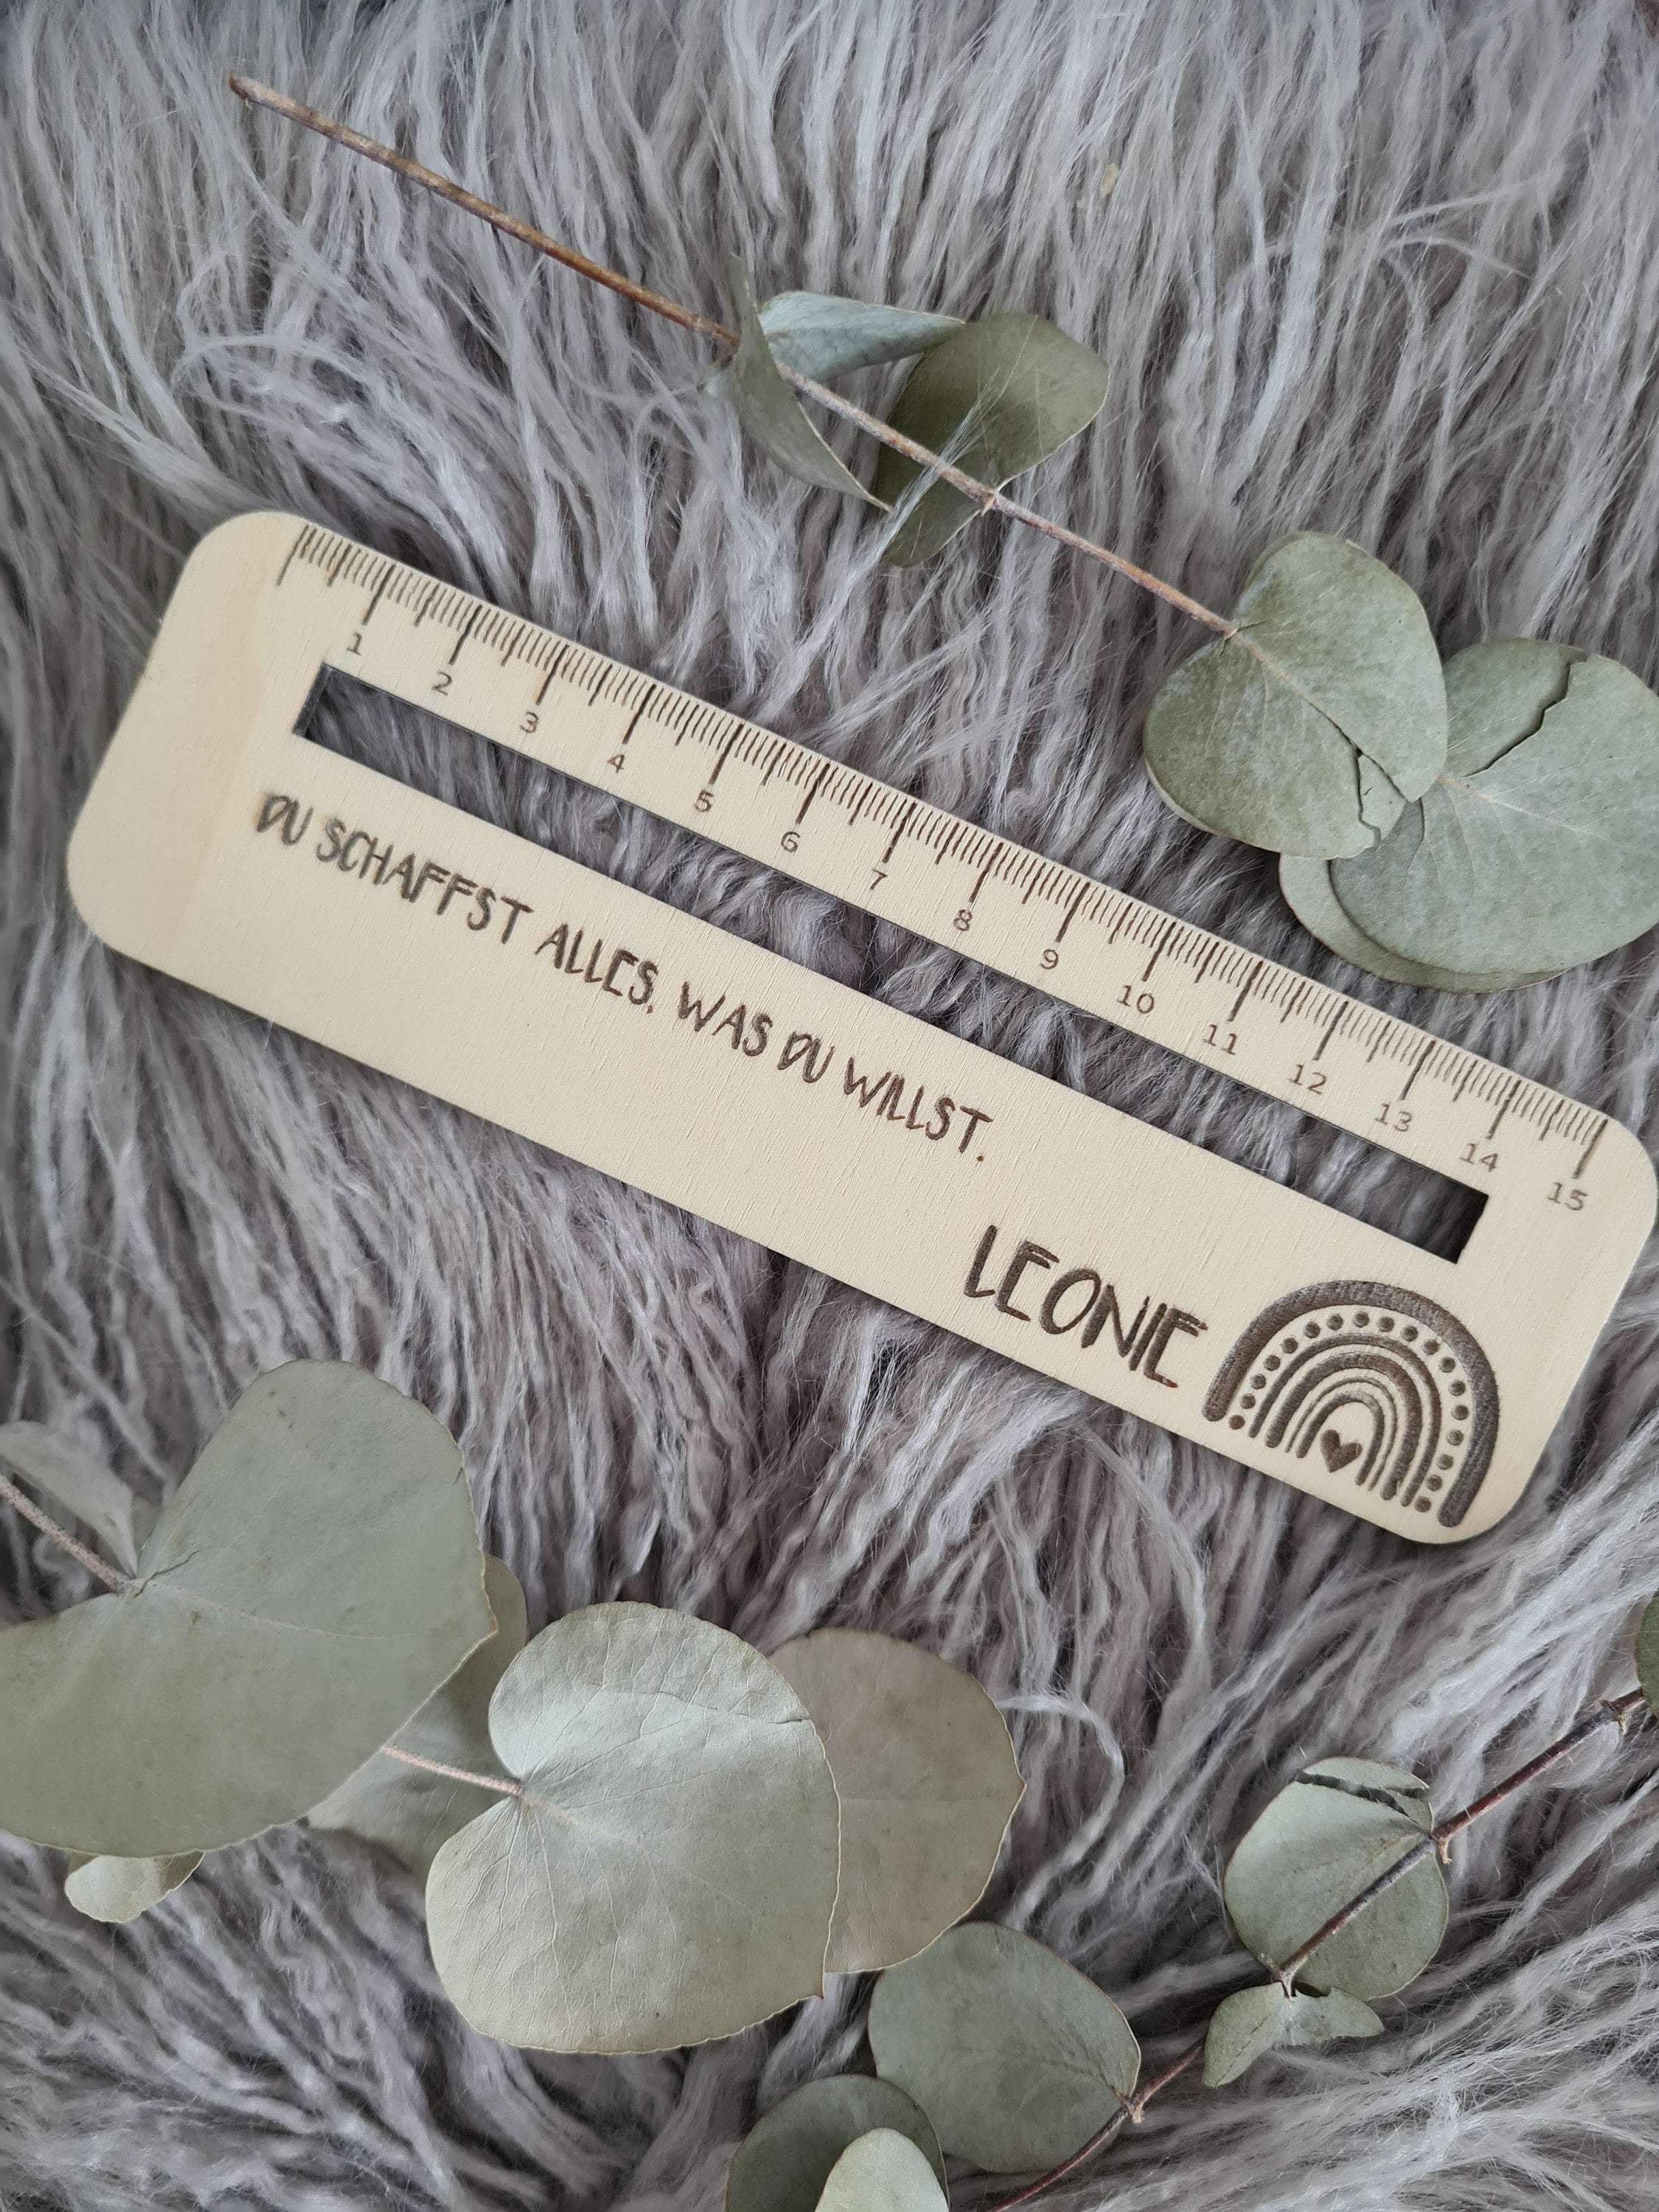 1 2 3 4 5 6 7 8 9 10 11 12 13 14 15
DU SCHAFFST ALLES, WAS DU WILLST.
LEONIE